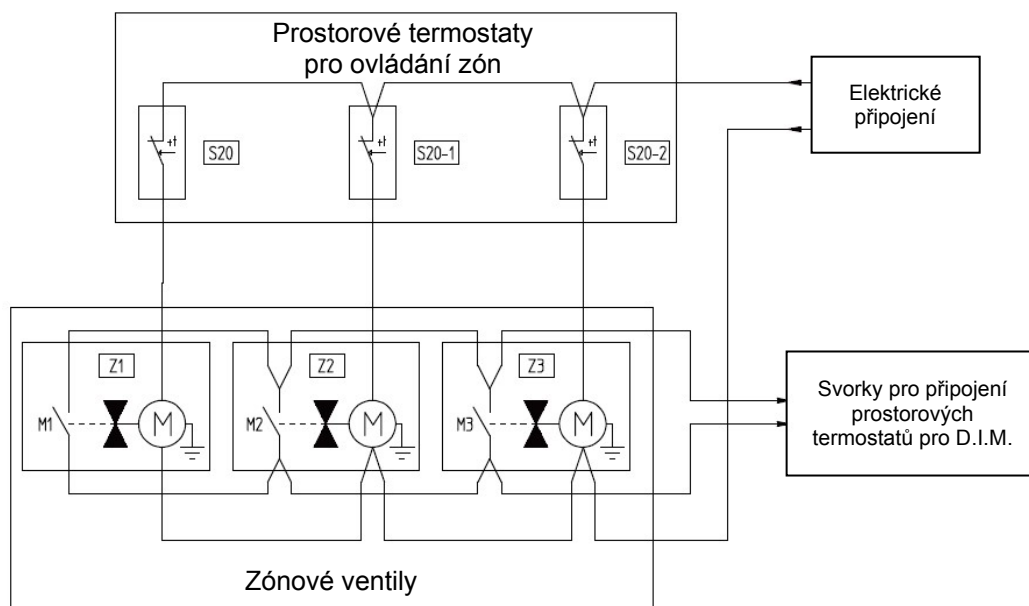 Prostorové termostaty
pro ovládání zón
Elektrické
připojení
+t
S20
+t
S20-1
+t
S20-2
Z1
Z2
Z3
M1
M
M2
M
M3
M
Svorky pro připojení
prostorových
termostatů pro D.I.M.
Zónové ventily